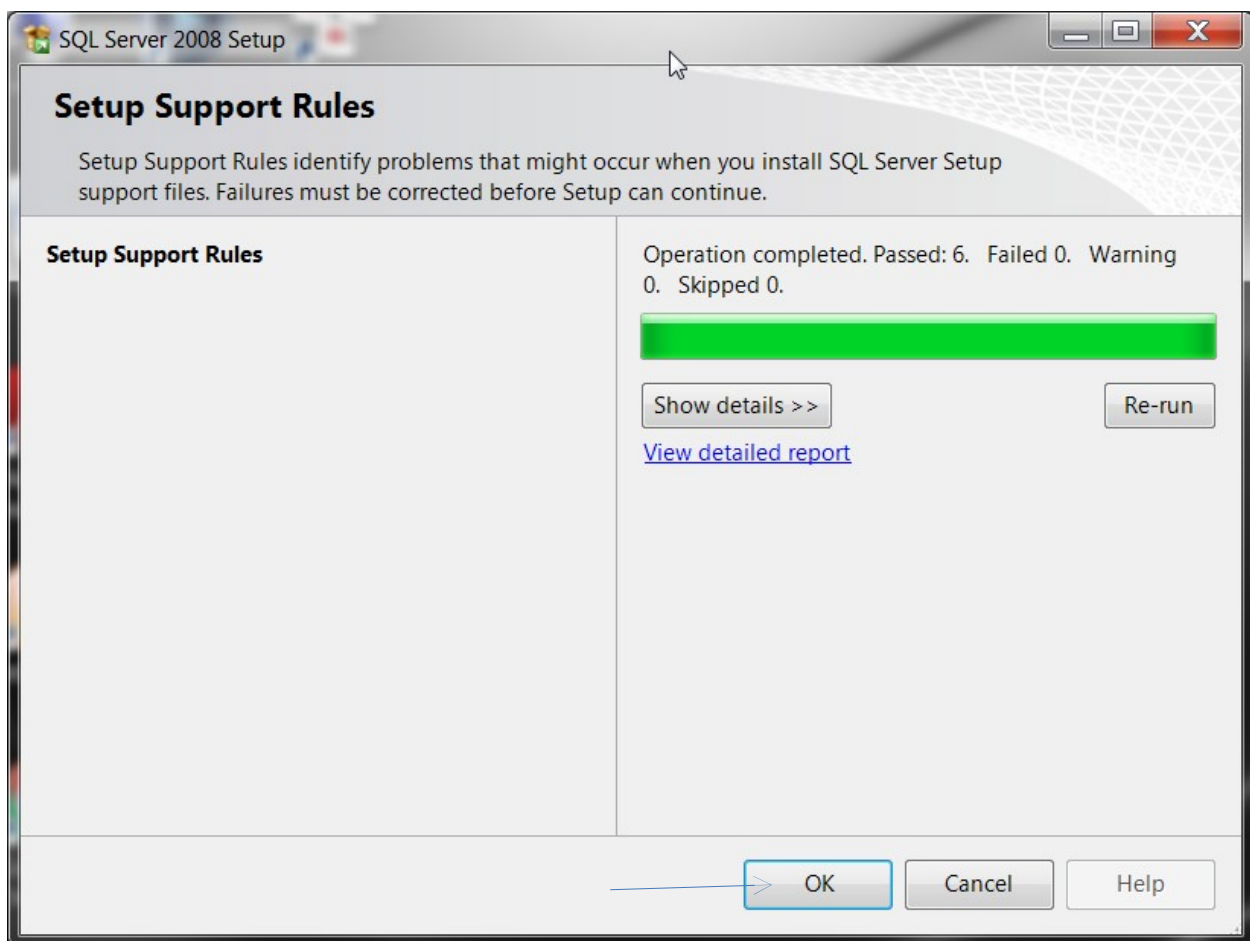 SQL Server 2008 Setup
Setup Support Rules
Setup Support Rules identify problems that might occur when you install SQL Server Setup
support files. Failures must be corrected before Setup can continue.
Setup Support Rules
Operation completed. Passed: 6.   Failed 0.   Warning
0.   Skipped 0.
Show details >>
Re-run
View detailed report
OK
Cancel
Help